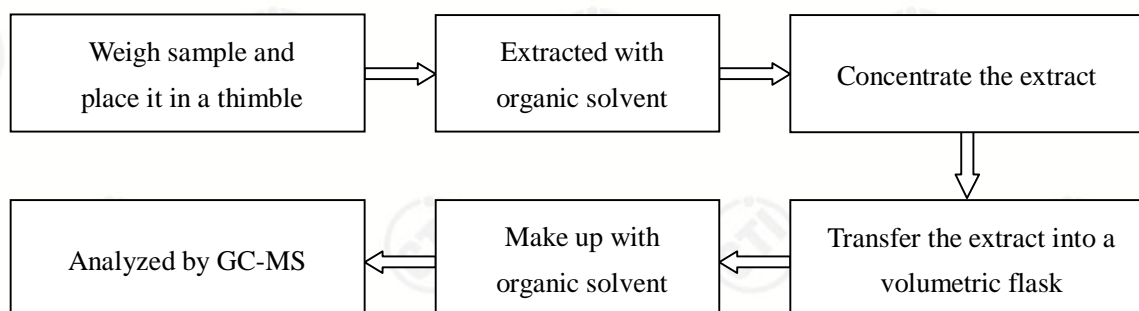 Weigh sample and
place it in a thimble
Extracted with
organic solvent
Concentrate the extract
Transfer the extract into a
volumetric flask
Make up with
organic solvent
Analyzed by GC-MS